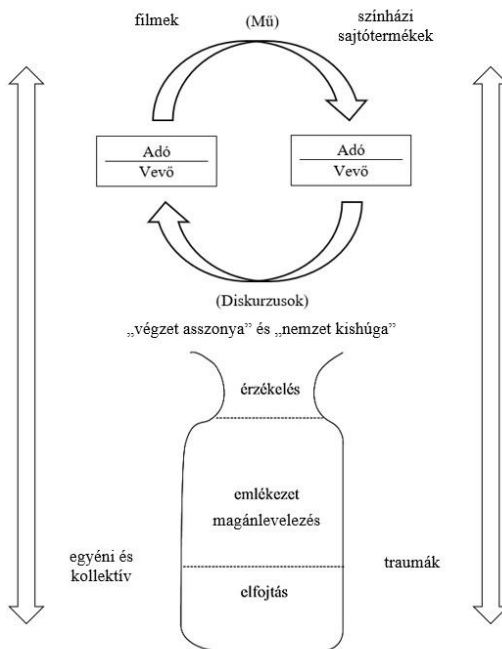 filmek
(Mű)
színházi
sajtótermékek
Adó
Vevő
Adó
Vevő
(Diskurzusok)
„végzet asszonya” és „nemzet kishúga”
érzékelés
emlékezet
magánlevelezés
egyéni és
kollektív
traumák
elfojtás